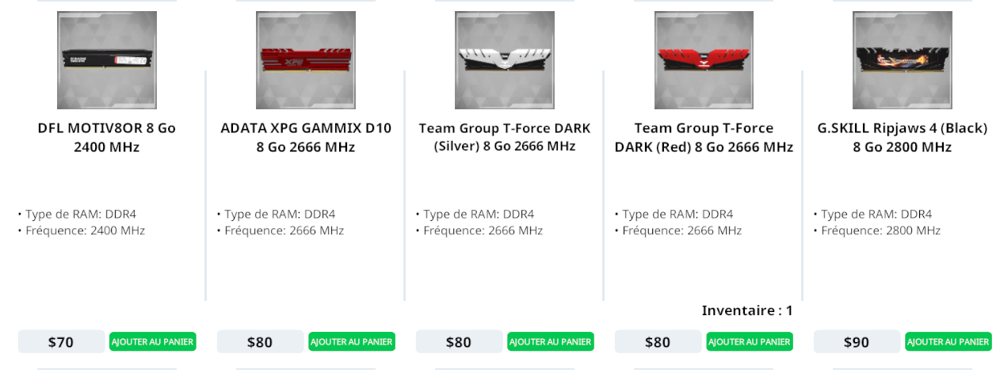 XPG
DFL MOTIV8OR 8 Go
2400 MHz
• Type de RAM: DDR4
• Fréquence: 2400 MHz
$70
AJOUTER AU PANIER
ADATA XPG GAMMIX D10
8 Go 2666 MHz
• Type de RAM: DDR4
• Fréquence: 2666 MHz
$80
AJOUTER AU PANIER
Team Group T-Force DARK
(Silver) 8 Go 2666 MHz
• Type de RAM: DDR4
• Fréquence: 2666 MHz
$80
AJOUTER AU PANIER
Team Group T-Force
DARK (Red) 8 Go 2666 MHz
• Type de RAM: DDR4
• Fréquence: 2666 MHz
Inventaire : 1
$80
AJOUTER AU PANIER
G.SKILL Ripjaws 4 (Black)
8 Go 2800 MHz
• Type de RAM: DDR4
• Fréquence: 2800 MHz
$90
AJOUTER AU PANIER